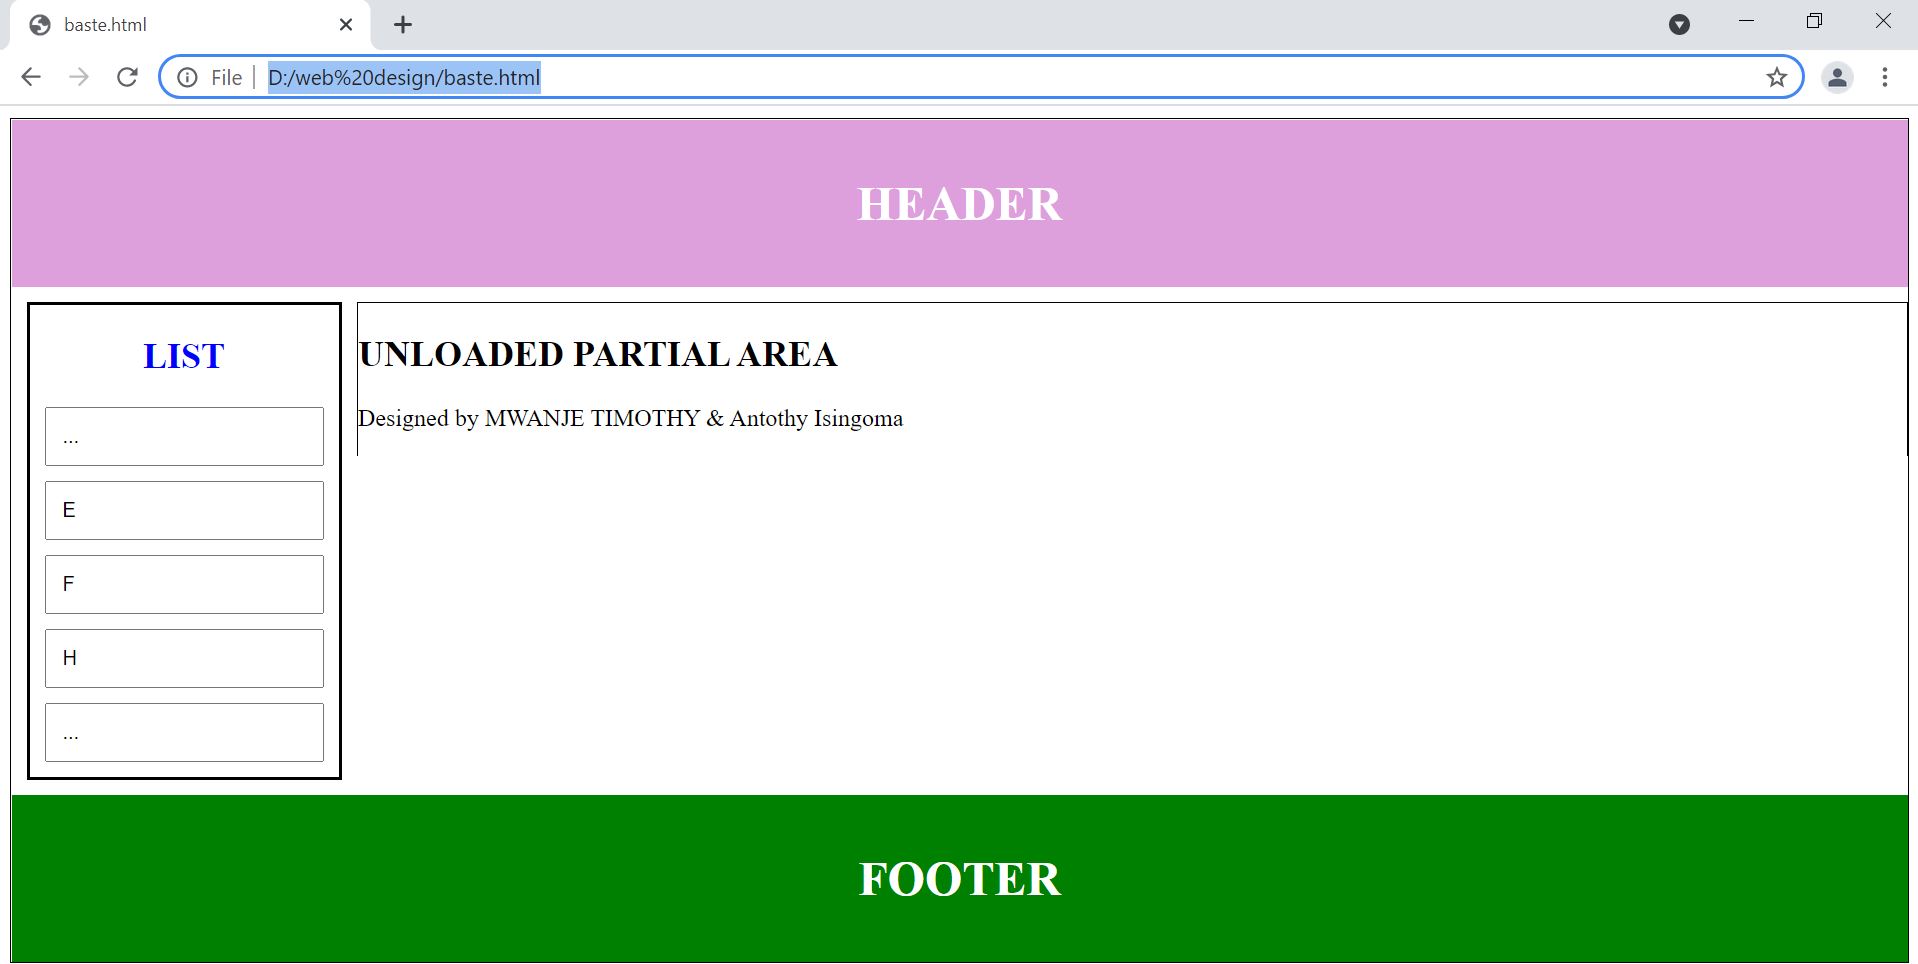 baste.html
File
D:/web%20design/baste.html
HEADER
LIST
...
E
F
H
...
UNLOADED PARTIAL AREA
Designed by MWANJE TIMOTHY & Antothy Isingoma
FOOTER